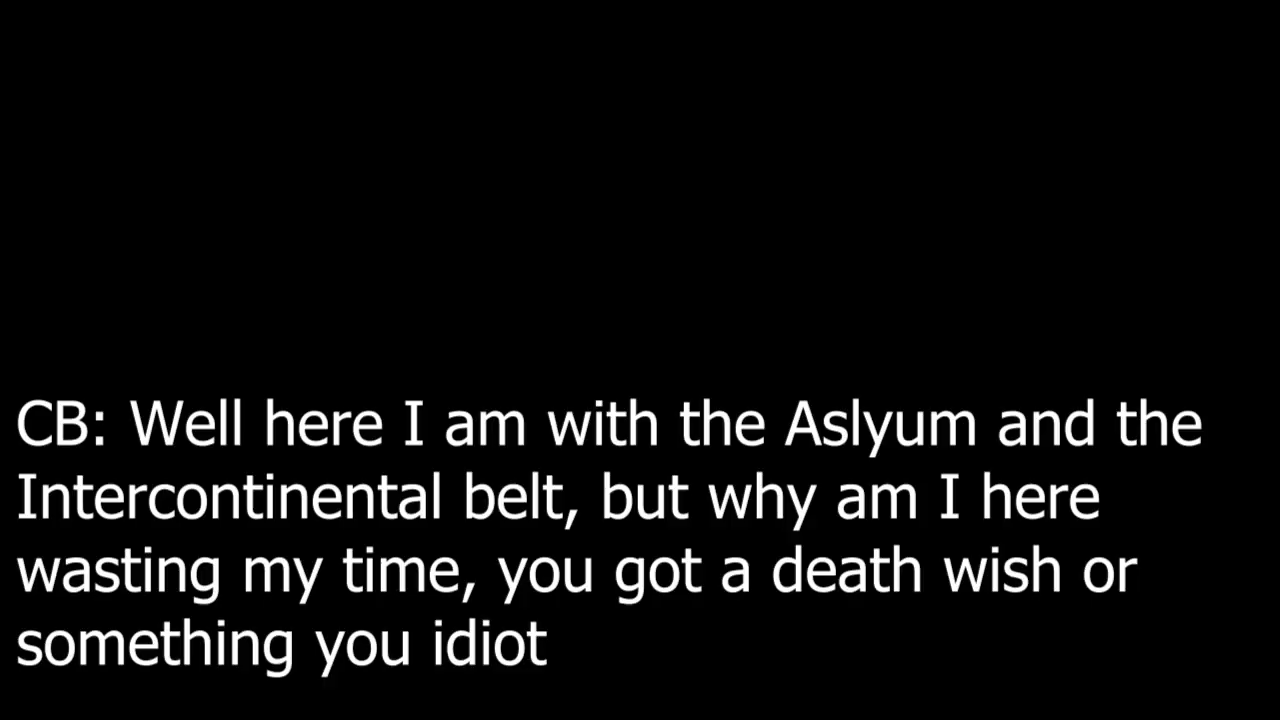 CB: Well here I am with the Aslyum and the
Intercontinental belt, but why am I here
wasting my time, you got a death wish or
something you idiot